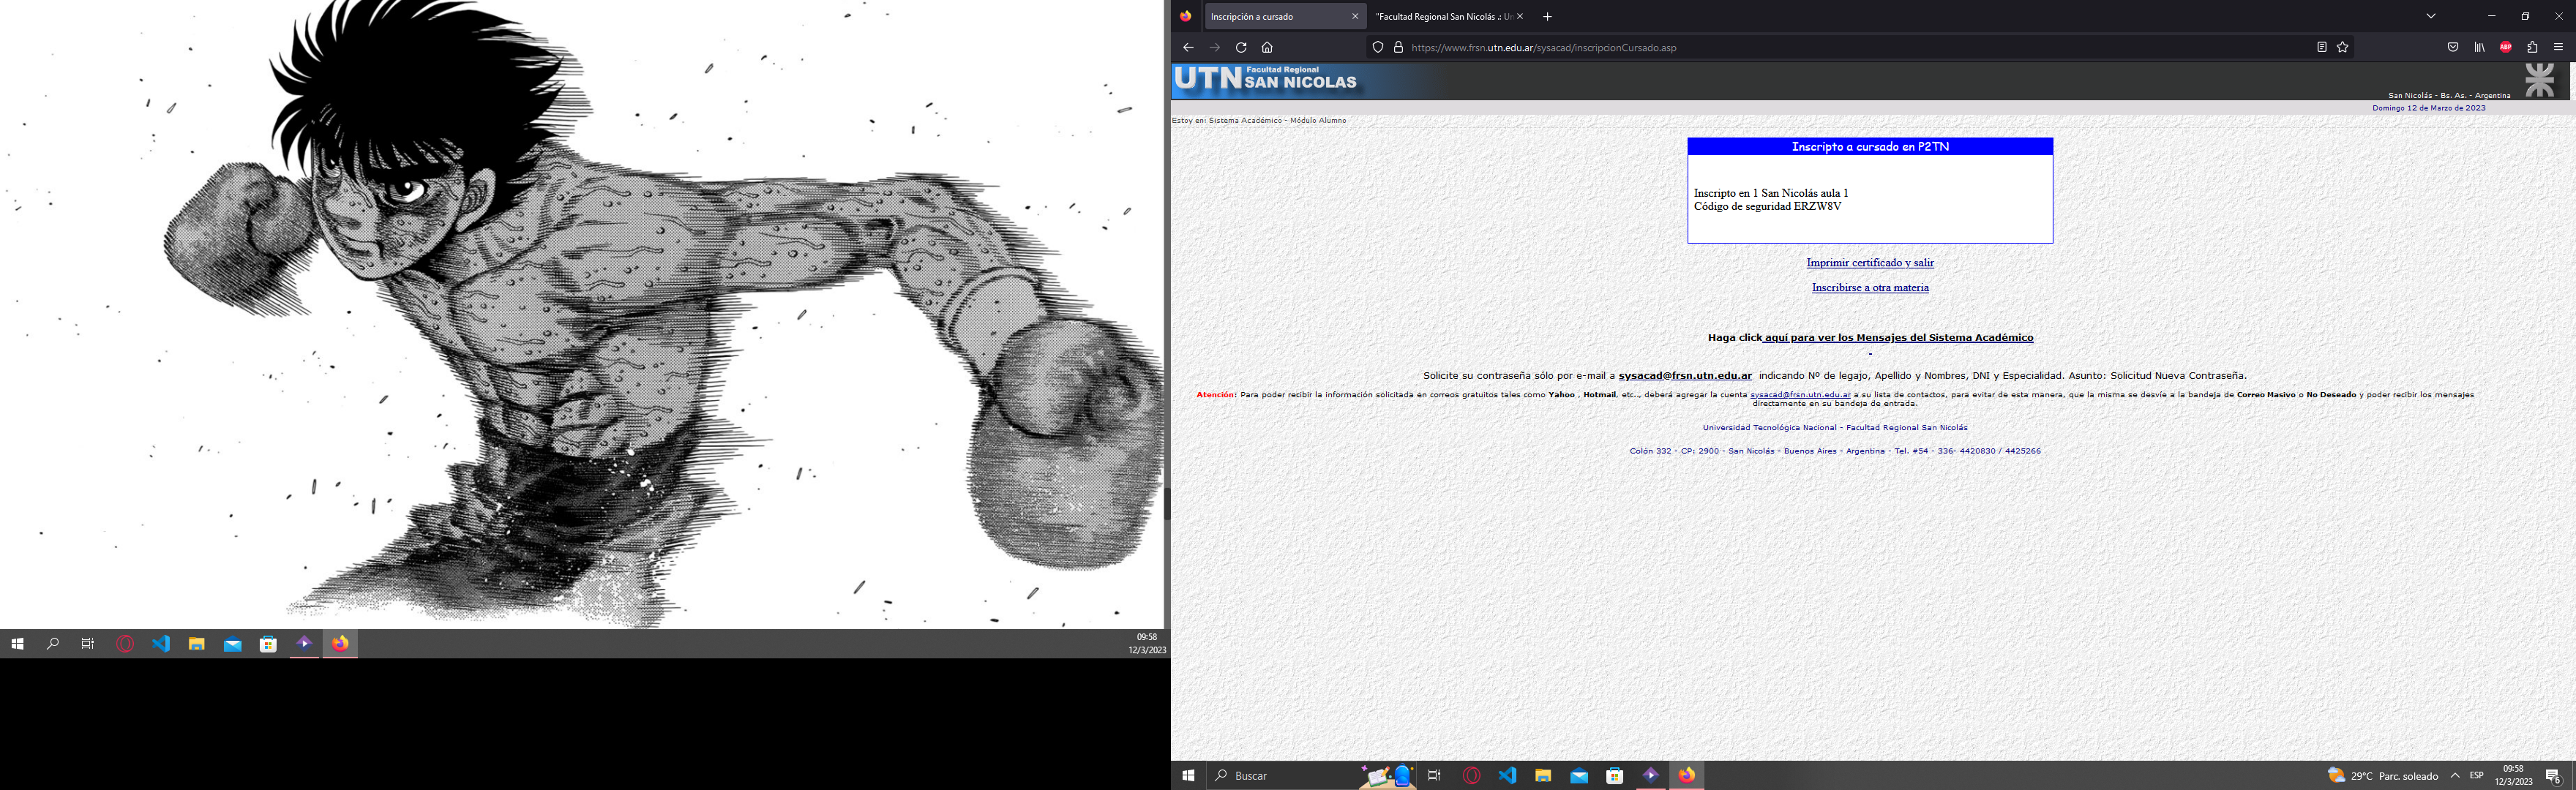 09:58
12/3/2023
Inscripción a cursado
"Facultad Regional San Nicolás .: Un
https://www.frsn.utn.edu.ar/sysacad/inscripcionCursado.asp
ABP
UTN Facultad Regional
SAN NICOLAS
San Nicolás - Bs. As. - Argentina
Domingo 12 de Marzo de 2023
Estoy en: Sistema Académico - Módulo Alumno
Inscripto a cursado en P2TN
Inscripto en 1 San Nicolás aula 1
Código de seguridad ERZW8V
Imprimir certificado y salir
Inscribirse a otra materia
Haga click aquí para ver los Mensajes del Sistema Académico
-
Solicite su contraseña sólo por e-mail a sysacad@frsn.utn.edu.ar indicando Nº de legajo, Apellido y Nombres, DNI y Especialidad. Asunto: Solicitud Nueva Contraseña.
Atención: Para poder recibir la información solicitada en correos gratuitos tales como Yahoo , Hotmail, etc.., deberá agregar la cuenta sysacad@frsn.utn.edu.ar a su lista de contactos, para evitar de esta manera, que la misma se desvíe a la bandeja de Correo Masivo o No Deseado y poder recibir los mensajes
directamente en su bandeja de entrada.
Universidad Tecnológica Nacional - Facultad Regional San Nicolás
Colón 332 - CP: 2900 - San Nicolás - Buenos Aires - Argentina - Tel. #54 - 336- 4420830 / 4425266
Buscar
29°C Parc. soleado
ESP
09:58
12/3/2023
6